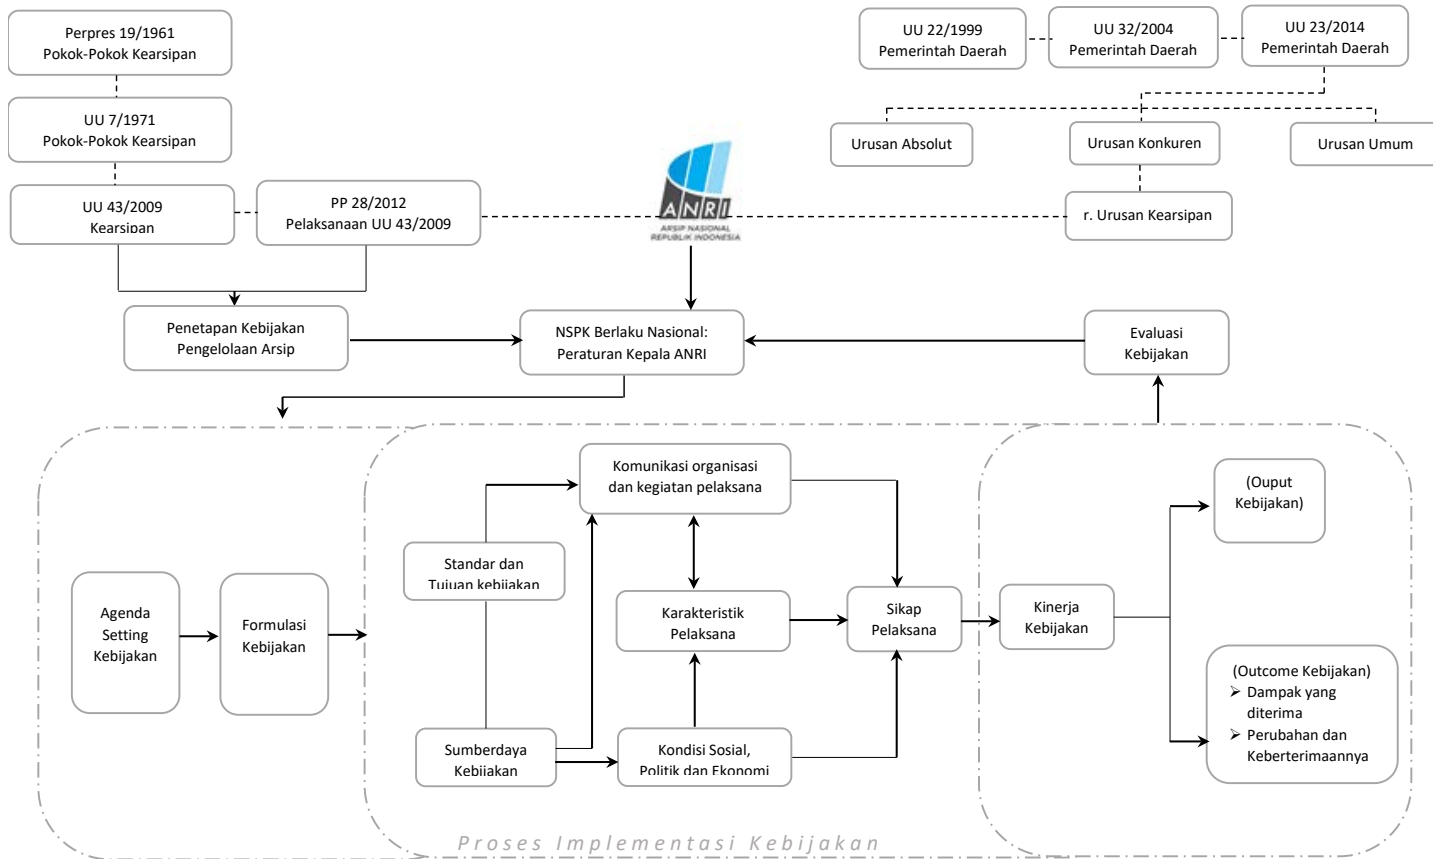 Perpres 19/1961
Pokok-Pokok Kearsipan
UU 22/1999
Pemerintah Daerah
UU 32/2004
Pemerintah Daerah
UU 23/2014
Pemerintah Daerah
UU 7/1971
Pokok-Pokok Kearsipan
Urusan Absolut
Urusan Konkuren
Urusan Umum
UU 43/2009
Kearsipan
PP 28/2012
Pelaksanaan UU 43/2009
ANRI
ARSIP NASIONAL
REPUBLIK INDONESIA
r. Urusan Kearsipan
Penetapan Kebijakan
Pengelolaan Arsip
NSPK Berlaku Nasional:
Peraturan Kepala ANRI
Evaluasi
Kebijakan
Agenda
Setting
Kebijakan
Formulasi
Kebijakan
Standar dan
Tujuan kebijakan
Sumberdaya
Kebijakan
Komunikasi organisasi
dan kegiatan pelaksana
Karakteristik
Pelaksana
Kondisi Sosial,
Politik dan Ekonomi
Sikap
Pelaksana
Kinerja
Kebijakan
(Ouput
Kebijakan)
(Outcome Kebijakan)
➢ Dampak yang
diterima
➢ Perubahan dan
Keberterimaannya
Proses Implementasi Kebijakan